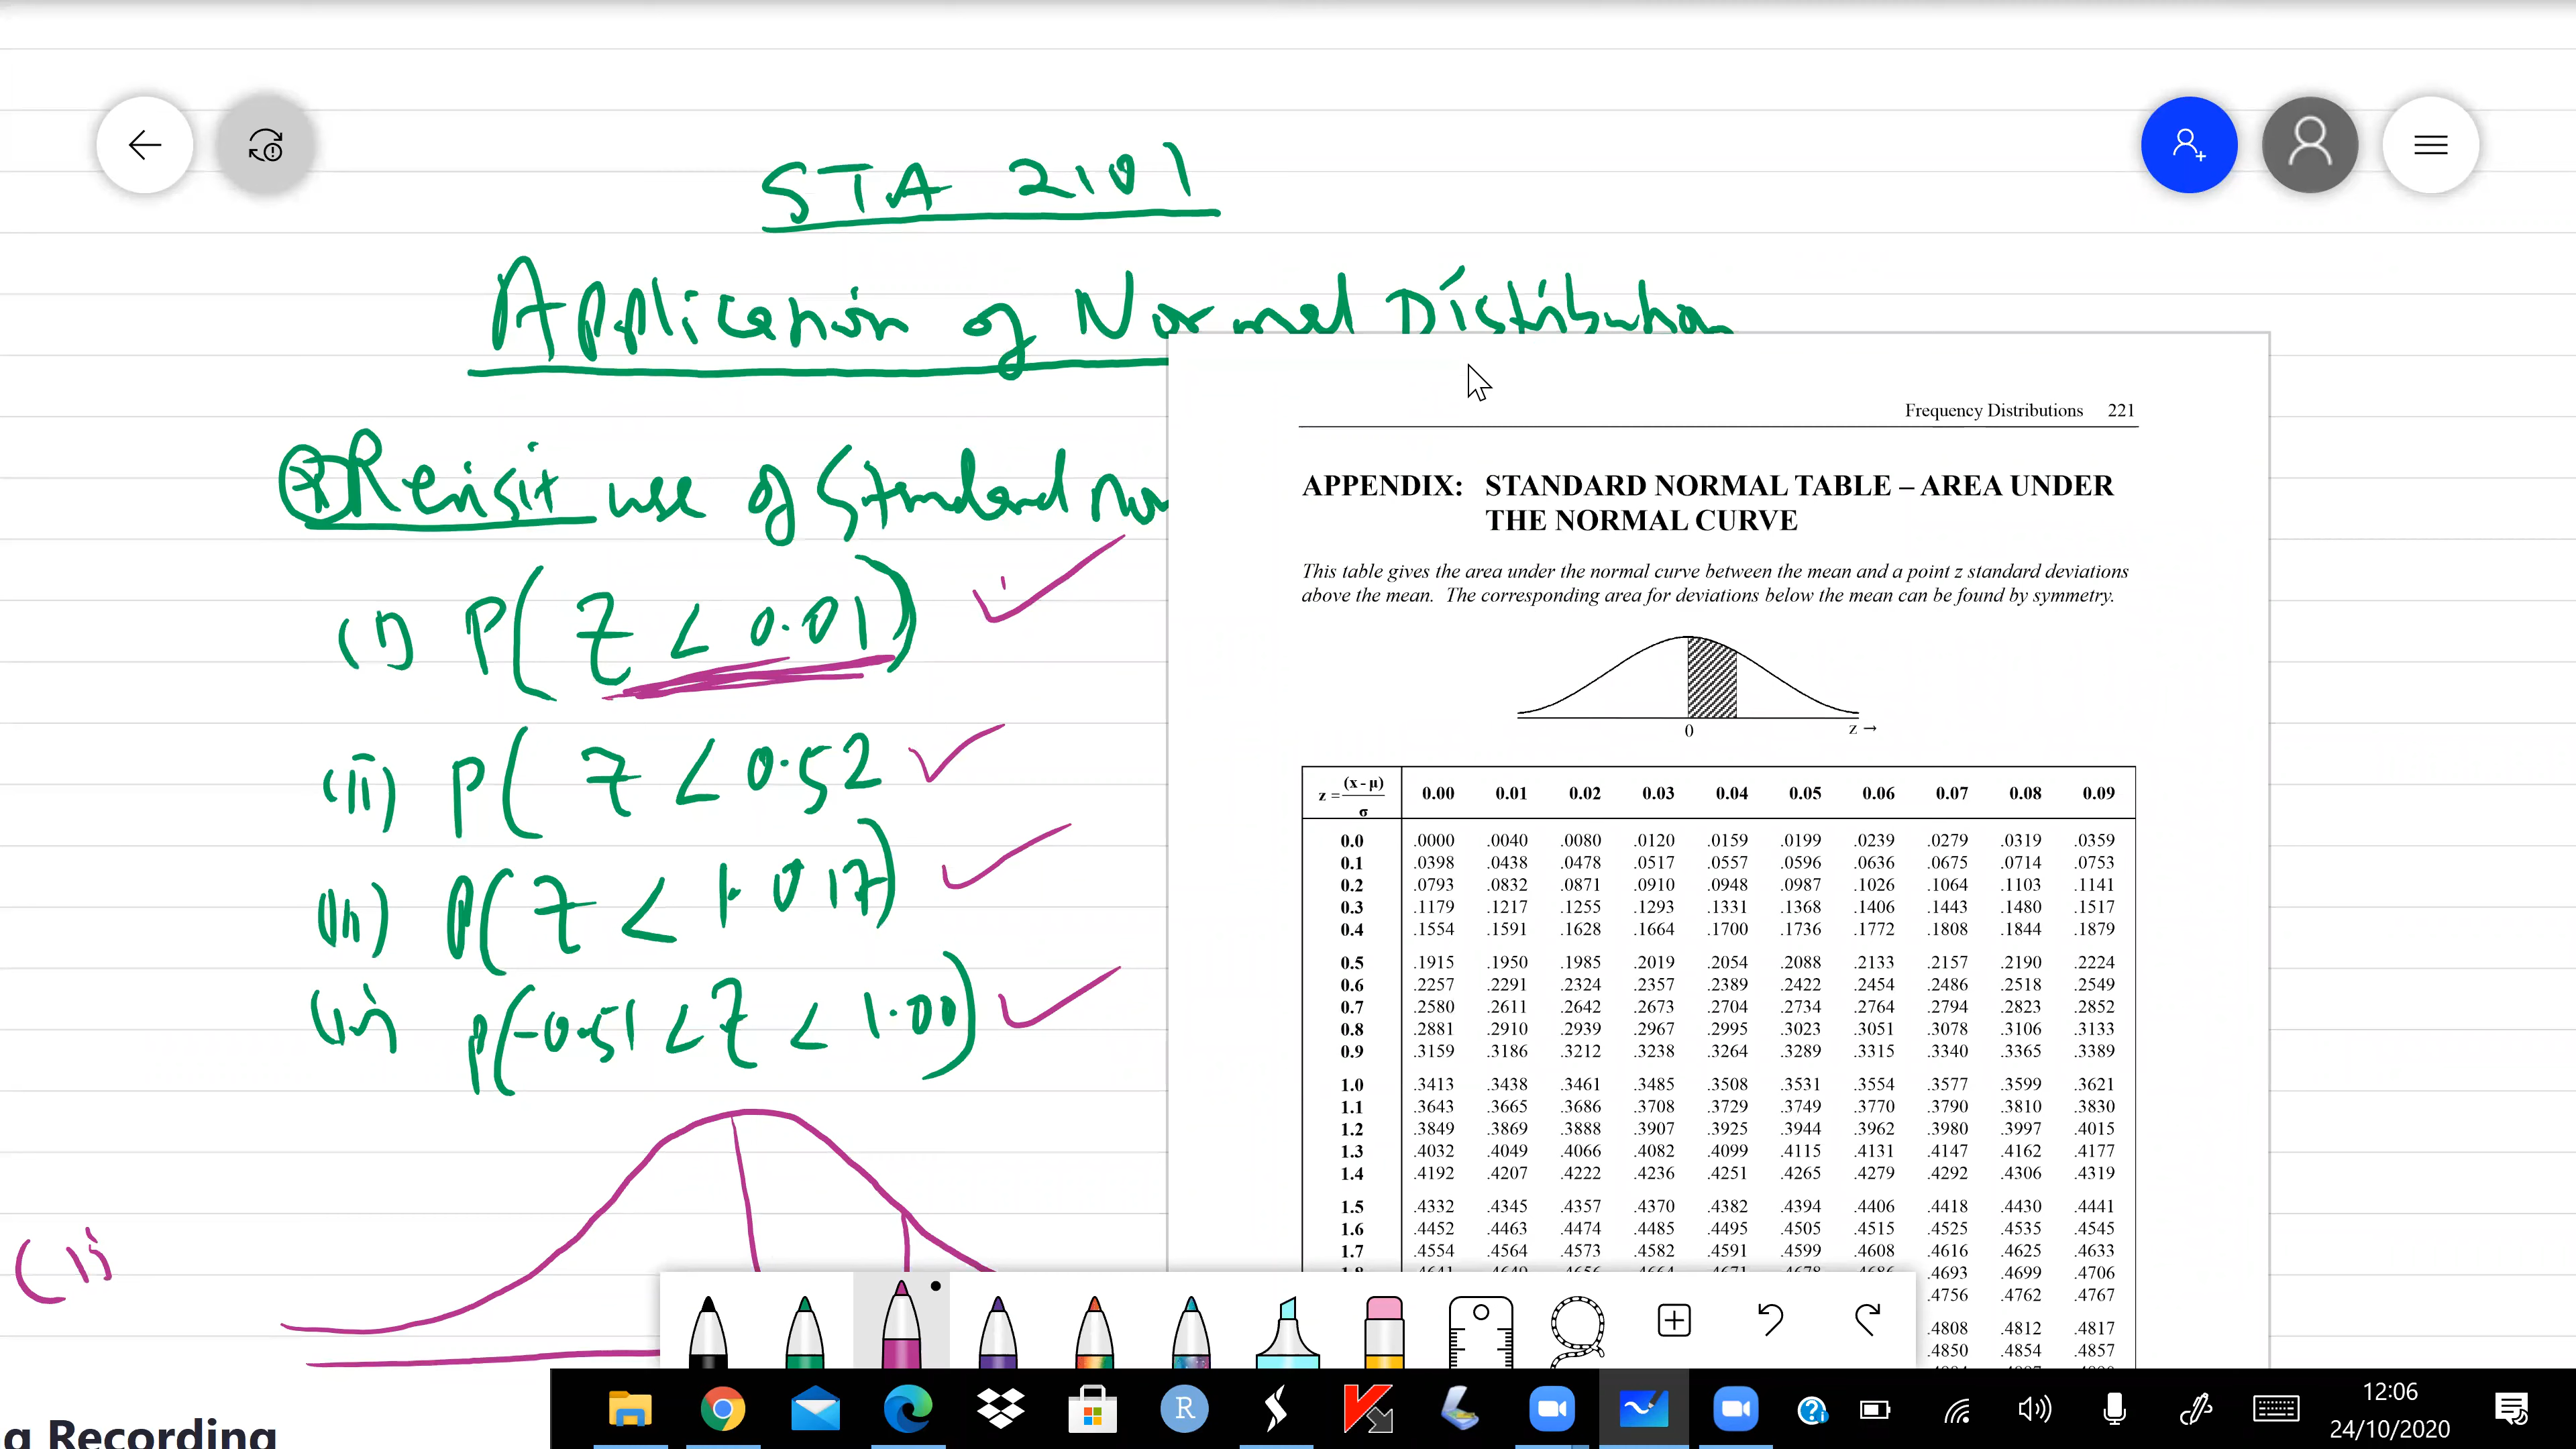 STA 2101
Application of Normal Distribution
Revisit use of Standard Nor
(i) P( Z < 0.01)
(ii) P( Z < 0.52
(iii) P( Z < 1.017)
(iv) P(-0.51 < Z < 1.00)
(i)
Frequency Distributions 221
APPENDIX: STANDARD NORMAL TABLE – AREA UNDER
THE NORMAL CURVE
This table gives the area under the normal curve between the mean and a point z standard deviations
above the mean. The corresponding area for deviations below the mean can be found by symmetry.
0 z →
z = (x - μ) / σ 0.00 0.01 0.02 0.03 0.04 0.05 0.06 0.07 0.08 0.09
0.0 .0000 .0040 .0080 .0120 .0159 .0199 .0239 .0279 .0319 .0359
0.1 .0398 .0438 .0478 .0517 .0557 .0596 .0636 .0675 .0714 .0753
0.2 .0793 .0832 .0871 .0910 .0948 .0987 .1026 .1064 .1103 .1141
0.3 .1179 .1217 .1255 .1293 .1331 .1368 .1406 .1443 .1480 .1517
0.4 .1554 .1591 .1628 .1664 .1700 .1736 .1772 .1808 .1844 .1879
0.5 .1915 .1950 .1985 .2019 .2054 .2088 .2133 .2157 .2190 .2224
0.6 .2257 .2291 .2324 .2357 .2389 .2422 .2454 .2486 .2518 .2549
0.7 .2580 .2611 .2642 .2673 .2704 .2734 .2764 .2794 .2823 .2852
0.8 .2881 .2910 .2939 .2967 .2995 .3023 .3051 .3078 .3106 .3133
0.9 .3159 .3186 .3212 .3238 .3264 .3289 .3315 .3340 .3365 .3389
1.0 .3413 .3438 .3461 .3485 .3508 .3531 .3554 .3577 .3599 .3621
1.1 .3643 .3665 .3686 .3708 .3729 .3749 .3770 .3790 .3810 .3830
1.2 .3849 .3869 .3888 .3907 .3925 .3944 .3962 .3980 .3997 .4015
1.3 .4032 .4049 .4066 .4082 .4099 .4115 .4131 .4147 .4162 .4177
1.4 .4192 .4207 .4222 .4236 .4251 .4265 .4279 .4292 .4306 .4319
1.5 .4332 .4345 .4357 .4370 .4382 .4394 .4406 .4418 .4430 .4441
1.6 .4452 .4463 .4474 .4485 .4495 .4505 .4515 .4525 .4535 .4545
1.7 .4554 .4564 .4573 .4582 .4591 .4599 .4608 .4616 .4625 .4633
.4693 .4699 .4706
.4756 .4762 .4767
.4808 .4812 .4817
.4850 .4854 .4857
g Recording
R
12:06
24/10/2020